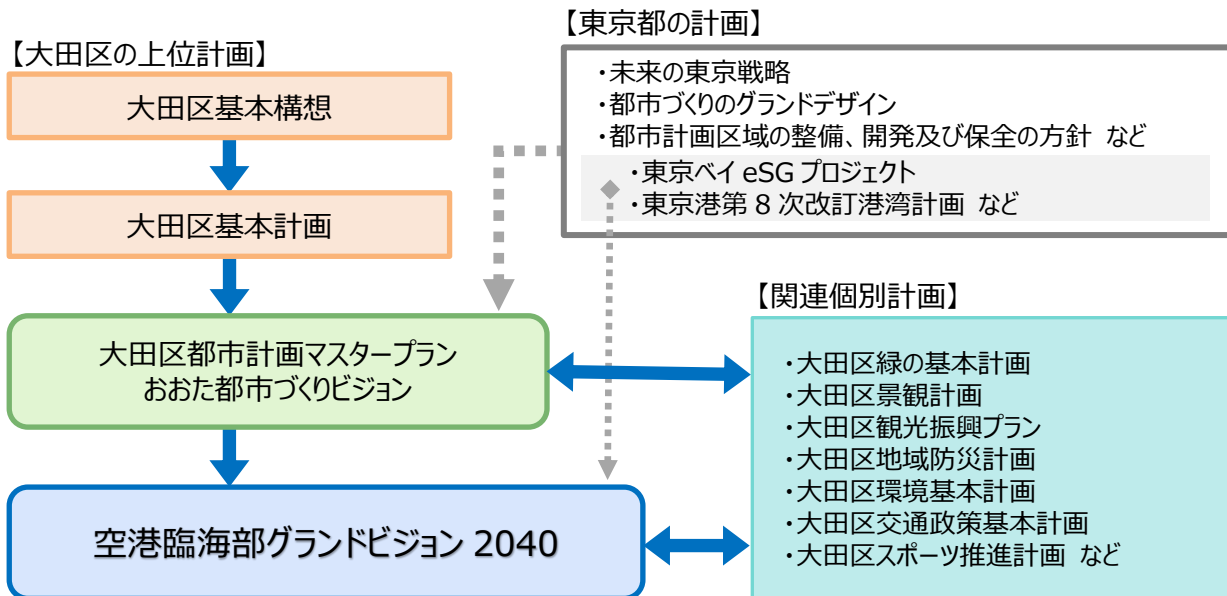 【大田区の上位計画】
大田区基本構想
大田区基本計画
大田区都市計画マスタープラン
おおた都市づくりビジョン
空港臨海部グランドビジョン 2040
【東京都の計画】
・未来の東京戦略
・都市づくりのグランドデザイン
・都市計画区域の整備、開発及び保全の方針 など
・東京ベイ eSG プロジェクト
・東京港第 8 次改訂港湾計画 など
【関連個別計画】
・大田区緑の基本計画
・大田区景観計画
・大田区観光振興プラン
・大田区地域防災計画
・大田区環境基本計画
・大田区交通政策基本計画
・大田区スポーツ推進計画 など